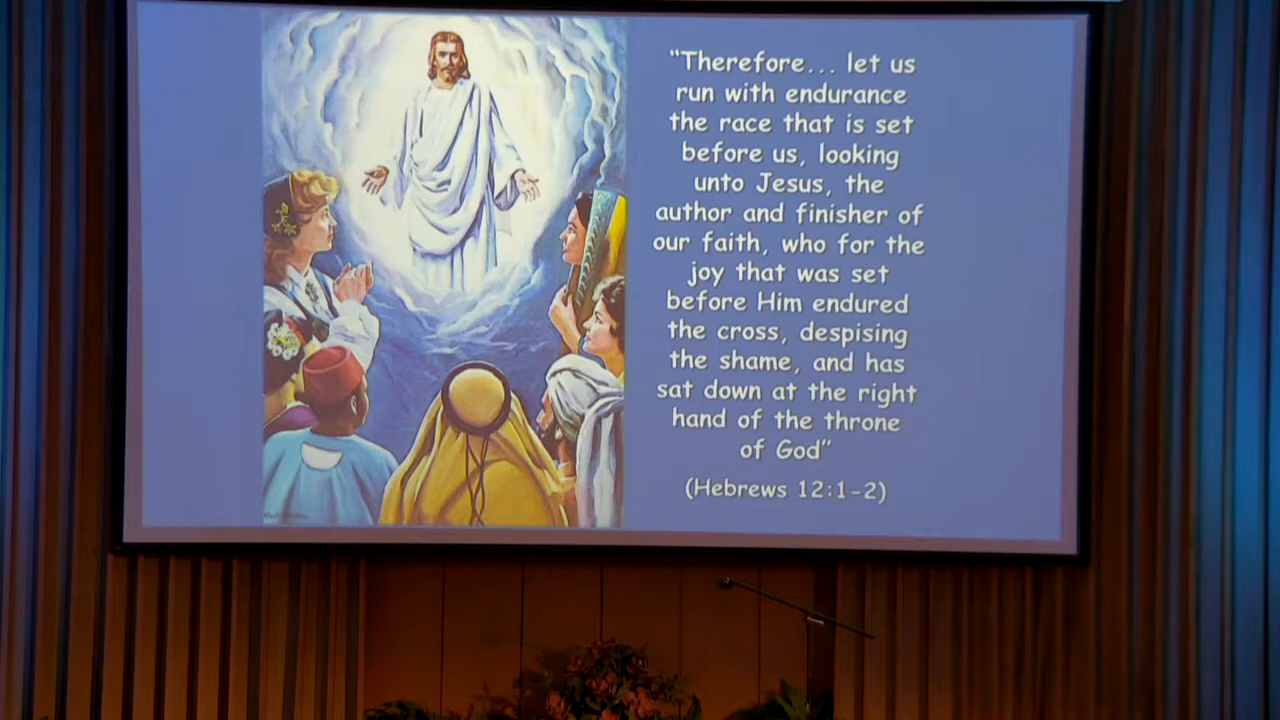 “Therefore... let us
run with endurance
the race that is set
before us, looking
unto Jesus, the
author and finisher of
our faith, who for the
joy that was set
before Him endured
the cross, despising
the shame, and has
sat down at the right
hand of the throne
of God”
(Hebrews 12:1-2)